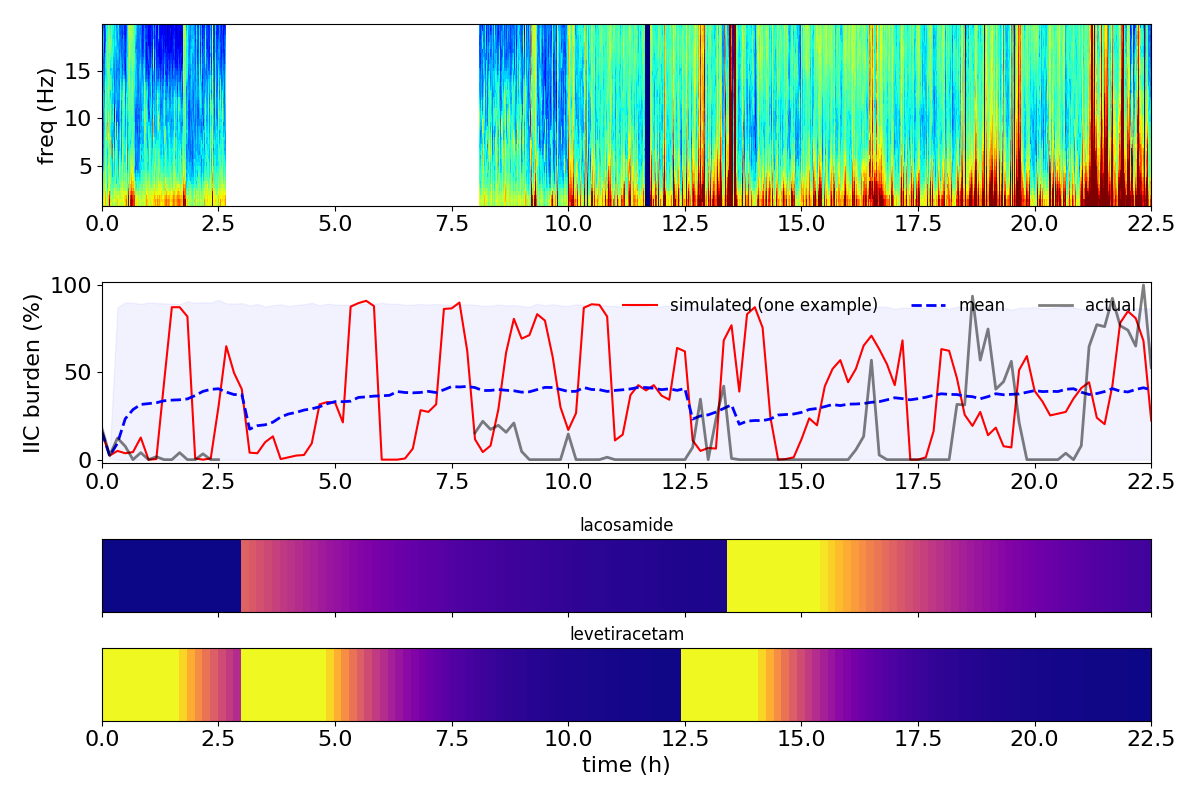 freq (Hz)
15
10
5
0.0 2.5 5.0 7.5 10.0 12.5 15.0 17.5 20.0 22.5
IIC burden (%)
100
50
0
simulated (one example) mean actual
0.0 2.5 5.0 7.5 10.0 12.5 15.0 17.5 20.0 22.5
lacosamide
levetiracetam
0.0 2.5 5.0 7.5 10.0 12.5 15.0 17.5 20.0 22.5
time (h)